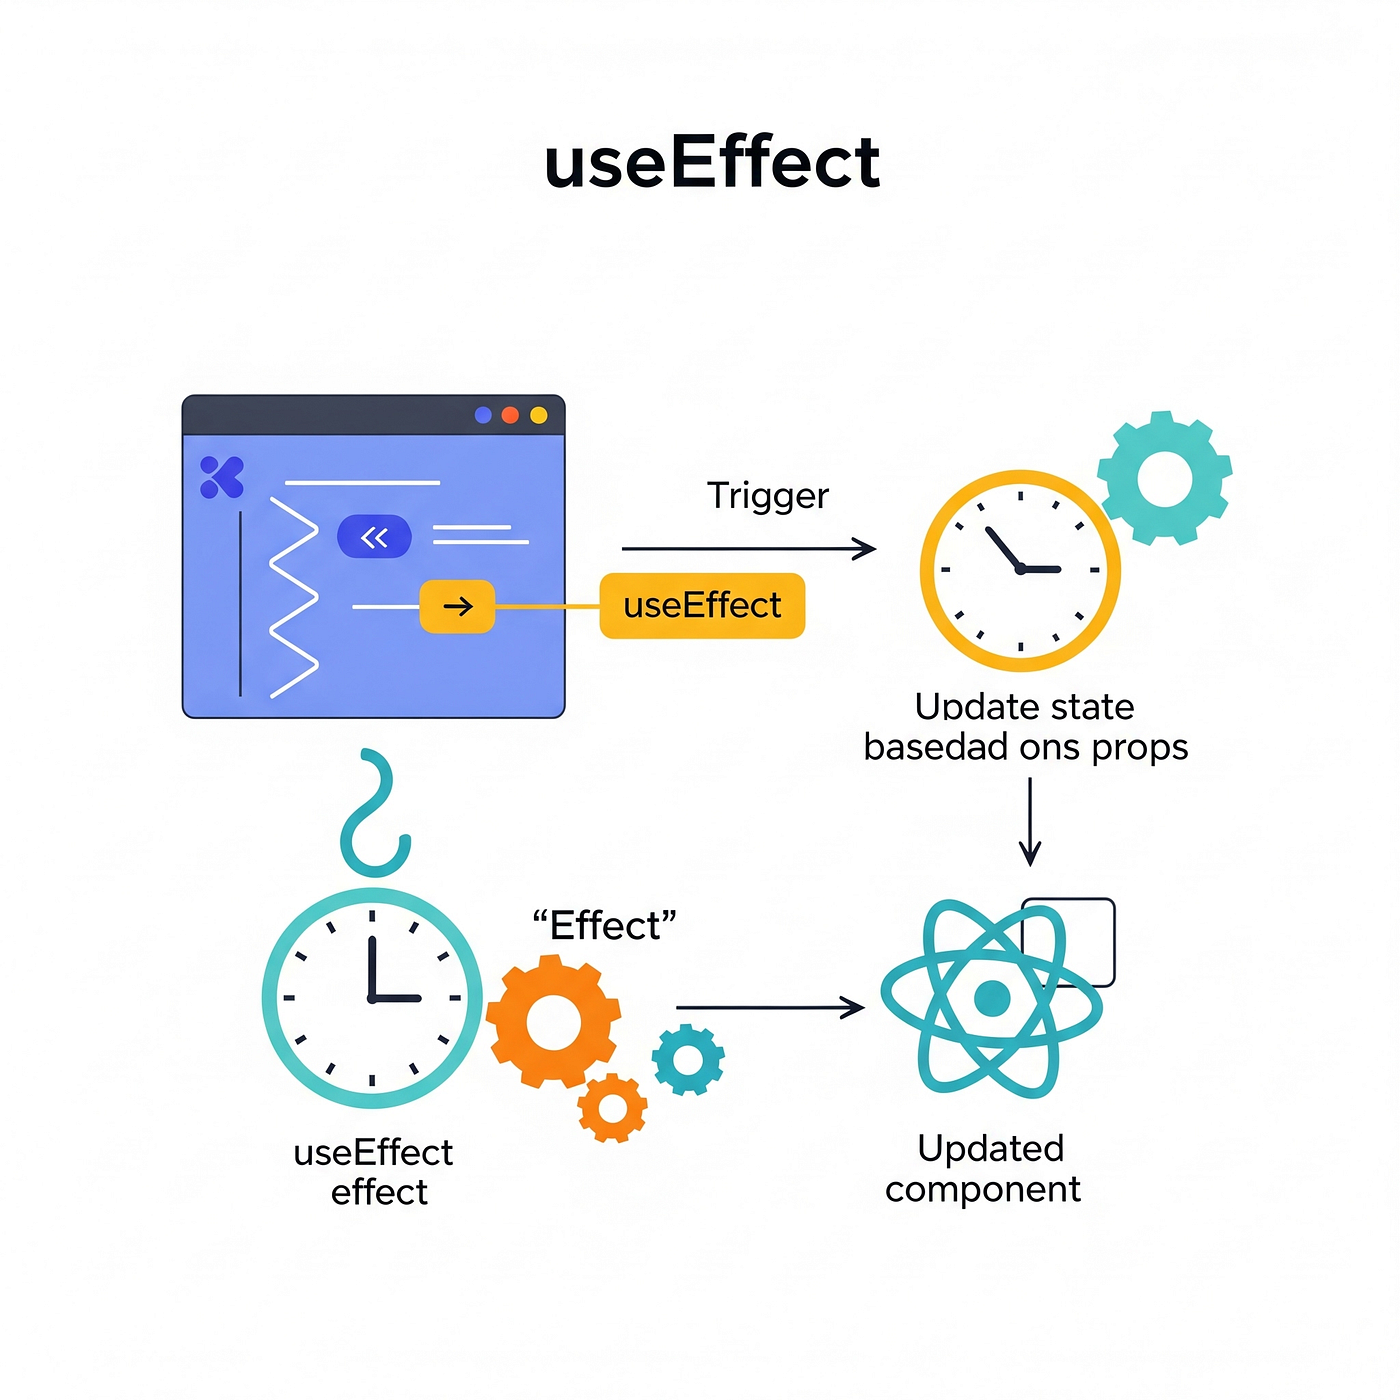 useEffect
Trigger
useEffect
Update state
basedad ons props
“Effect”
useEffect
effect
Updated
component